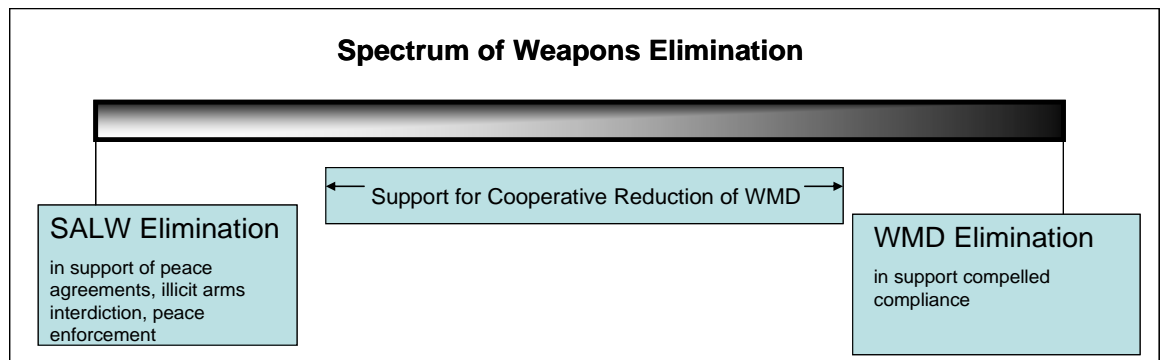 Spectrum of Weapons Elimination
Support for Cooperative Reduction of WMD
SALW Elimination
in support of peace
agreements, illicit arms
interdiction, peace
enforcement
WMD Elimination
in support compelled
compliance